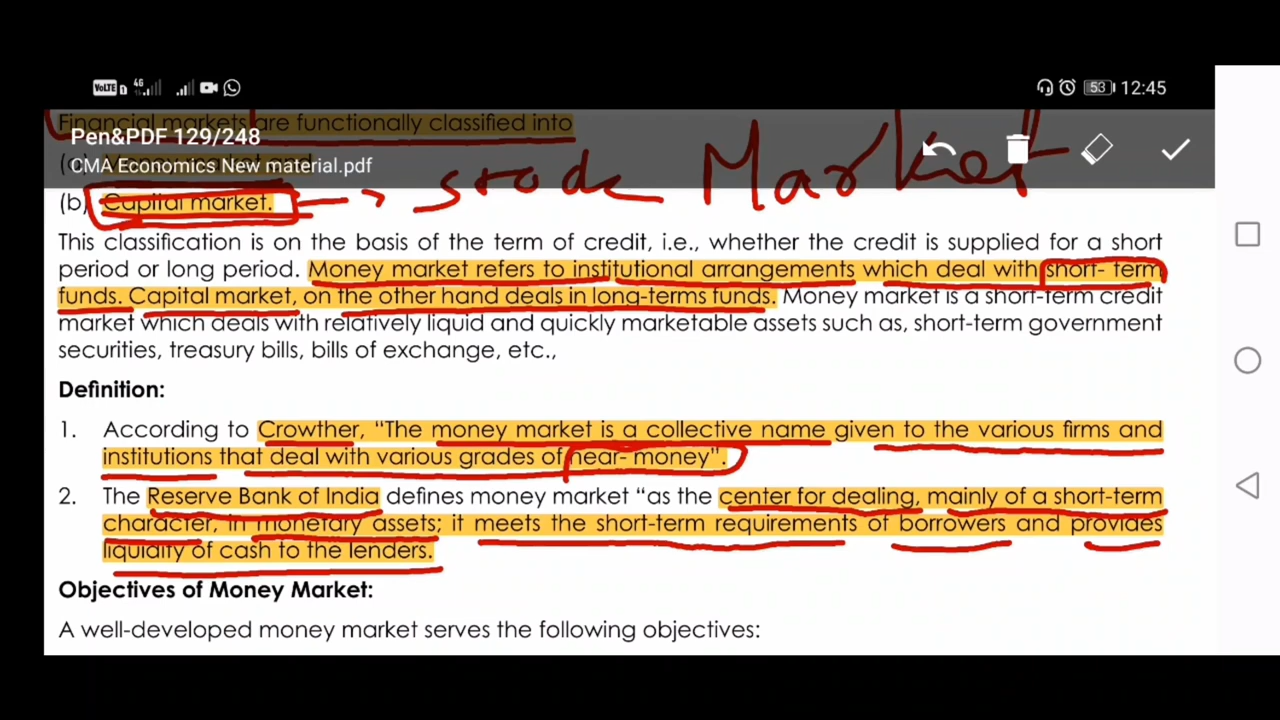 VoLTE 4G 53 12:45
Financial markets are functionally classified into
Pen&PDF 129/248
(a) Money market and
CMA Economics New material.pdf
(b) Capital market. stock Market
This classification is on the basis of the term of credit, i.e., whether the credit is supplied for a short
period or long period. Money market refers to institutional arrangements which deal with short- term
funds. Capital market, on the other hand deals in long-terms funds. Money market is a short-term credit
market which deals with relatively liquid and quickly marketable assets such as, short-term government
securities, treasury bills, bills of exchange, etc.,
Definition:
1. According to Crowther, “The money market is a collective name given to the various firms and
institutions that deal with various grades of near- money”.
2. The Reserve Bank of India defines money market “as the center for dealing, mainly of a short-term
character, in monetary assets; it meets the short-term requirements of borrowers and provides
liquidity of cash to the lenders.
Objectives of Money Market:
A well-developed money market serves the following objectives: